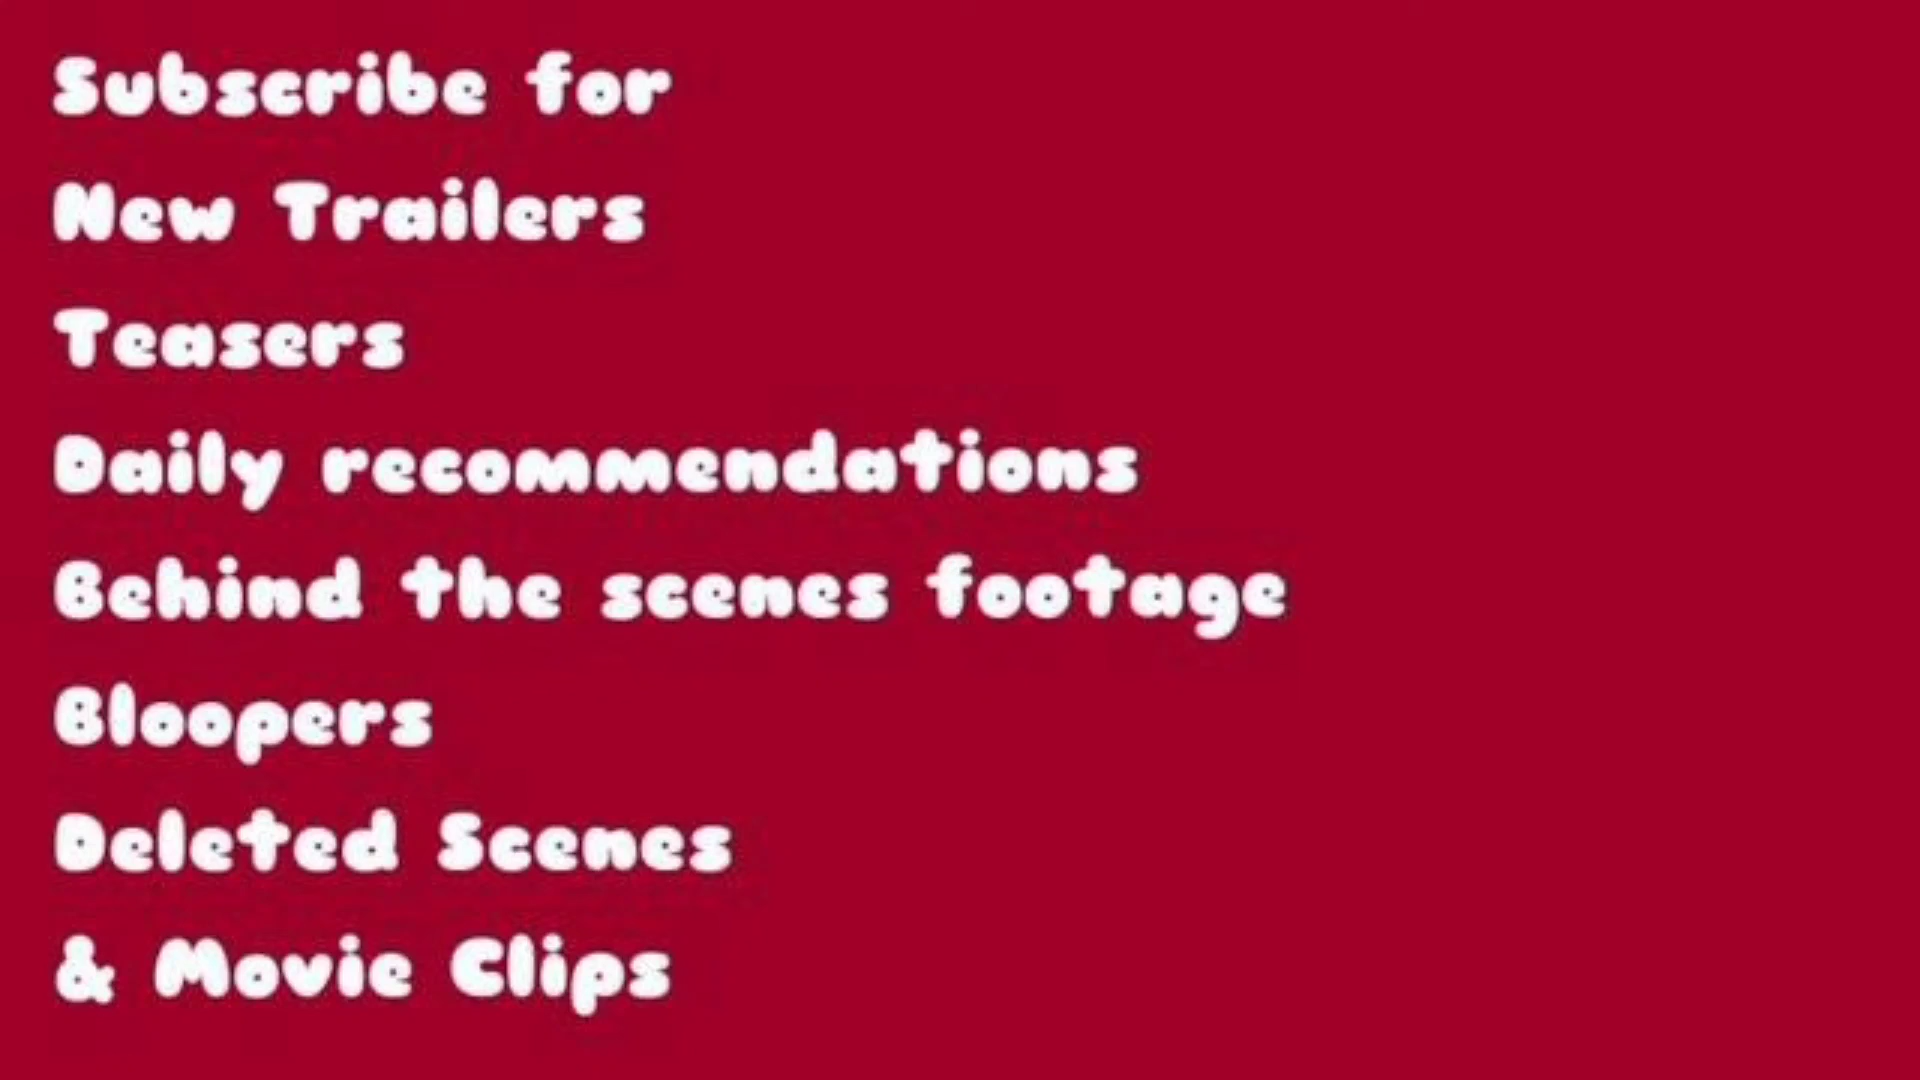 Subscribe for
New Trailers
Teasers
Daily recommendations
Behind the scenes footage
Bloopers
Deleted Scenes
& Movie Clips